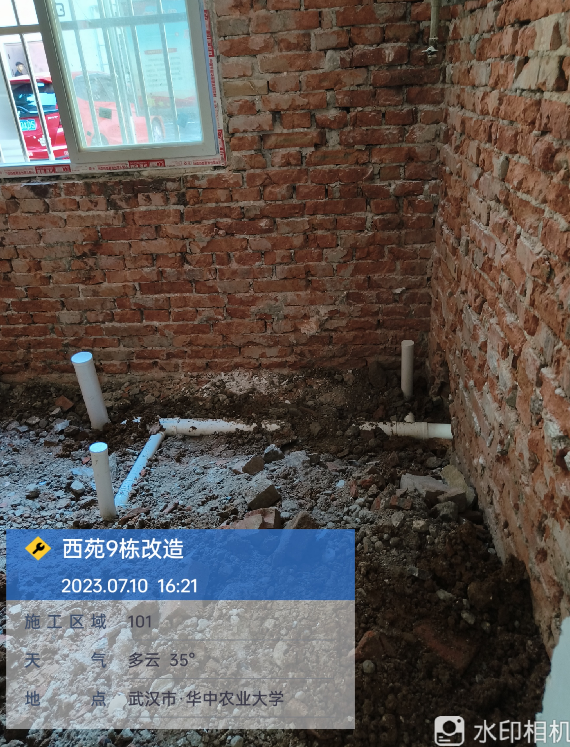 西苑9栋改造
2023.07.10 16:21
施工区域 101
天气 多云 35°
地点 武汉市·华中农业大学
水印相机